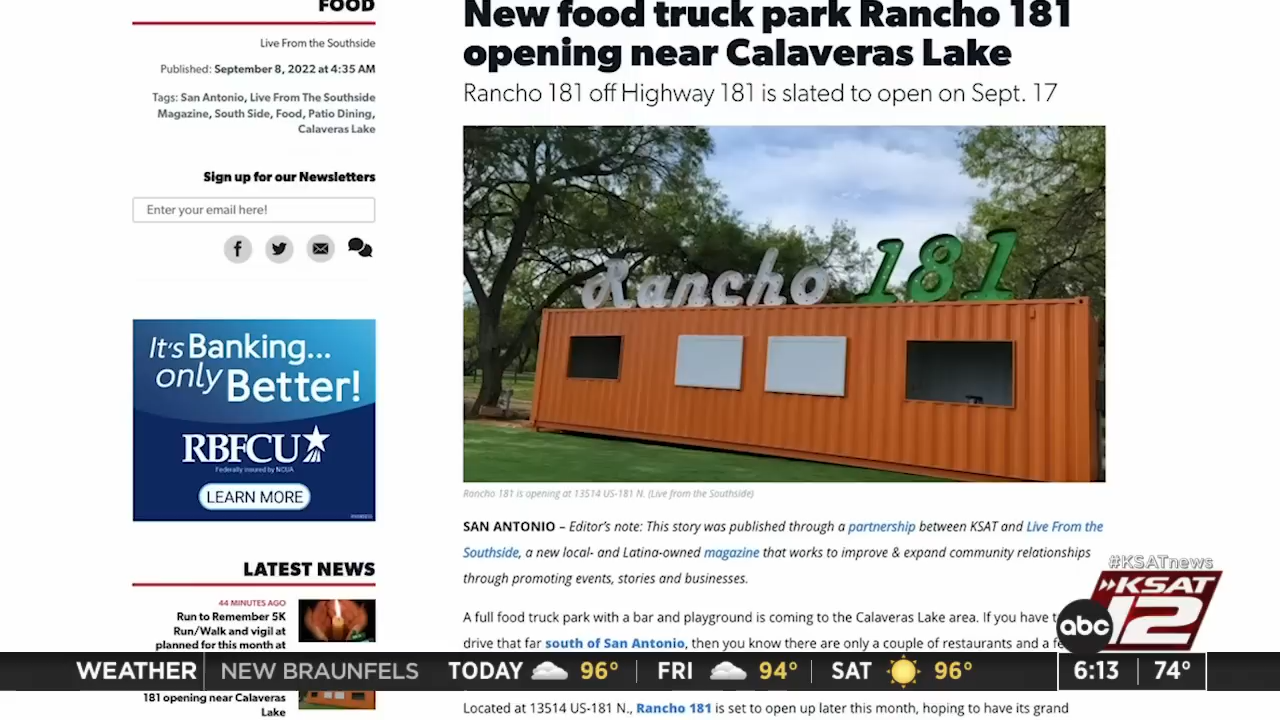 FOOD
Live From the Southside
Published: September 8, 2022 at 4:35 AM
Tags: San Antonio, Live From The Southside
Magazine, South Side, Food, Patio Dining,
Calaveras Lake
Sign up for our Newsletters
Enter your email here!
It's Banking...
only Better!
RBFCU
Federally insured by NCUA
LEARN MORE
LATEST NEWS
44 MINUTES AGO
Run to Remember 5K
Run/Walk and vigil at
planned for this month at
181 opening near Calaveras
Lake
New food truck park Rancho 181
opening near Calaveras Lake
Rancho 181 off Highway 181 is slated to open on Sept. 17
Rancho 181
Rancho 181 is opening at 13514 US-181 N. (Live from the Southside)
SAN ANTONIO – Editor's note: This story was published through a partnership between KSAT and Live From the
Southside, a new local- and Latina-owned magazine that works to improve & expand community relationships
through promoting events, stories and businesses.
A full food truck park with a bar and playground is coming to the Calaveras Lake area. If you have
drive that far south of San Antonio, then you know there are only a couple of restaurants and a
Located at 13514 US-181 N., Rancho 181 is set to open up later this month, hoping to have its grand
#KSATnews
KSAT
abc 12
WEATHER NEW BRAUNFELS TODAY 96° FRI 94° SAT 96° 6:13 74°